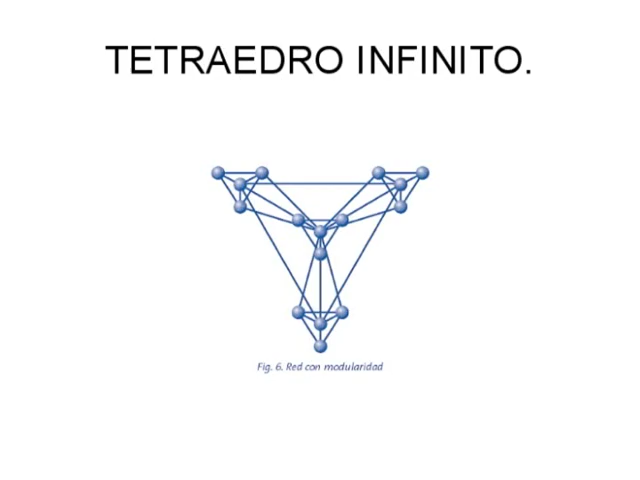 TETRAEDRO INFINITO.
Fig. 6. Red con modularidad